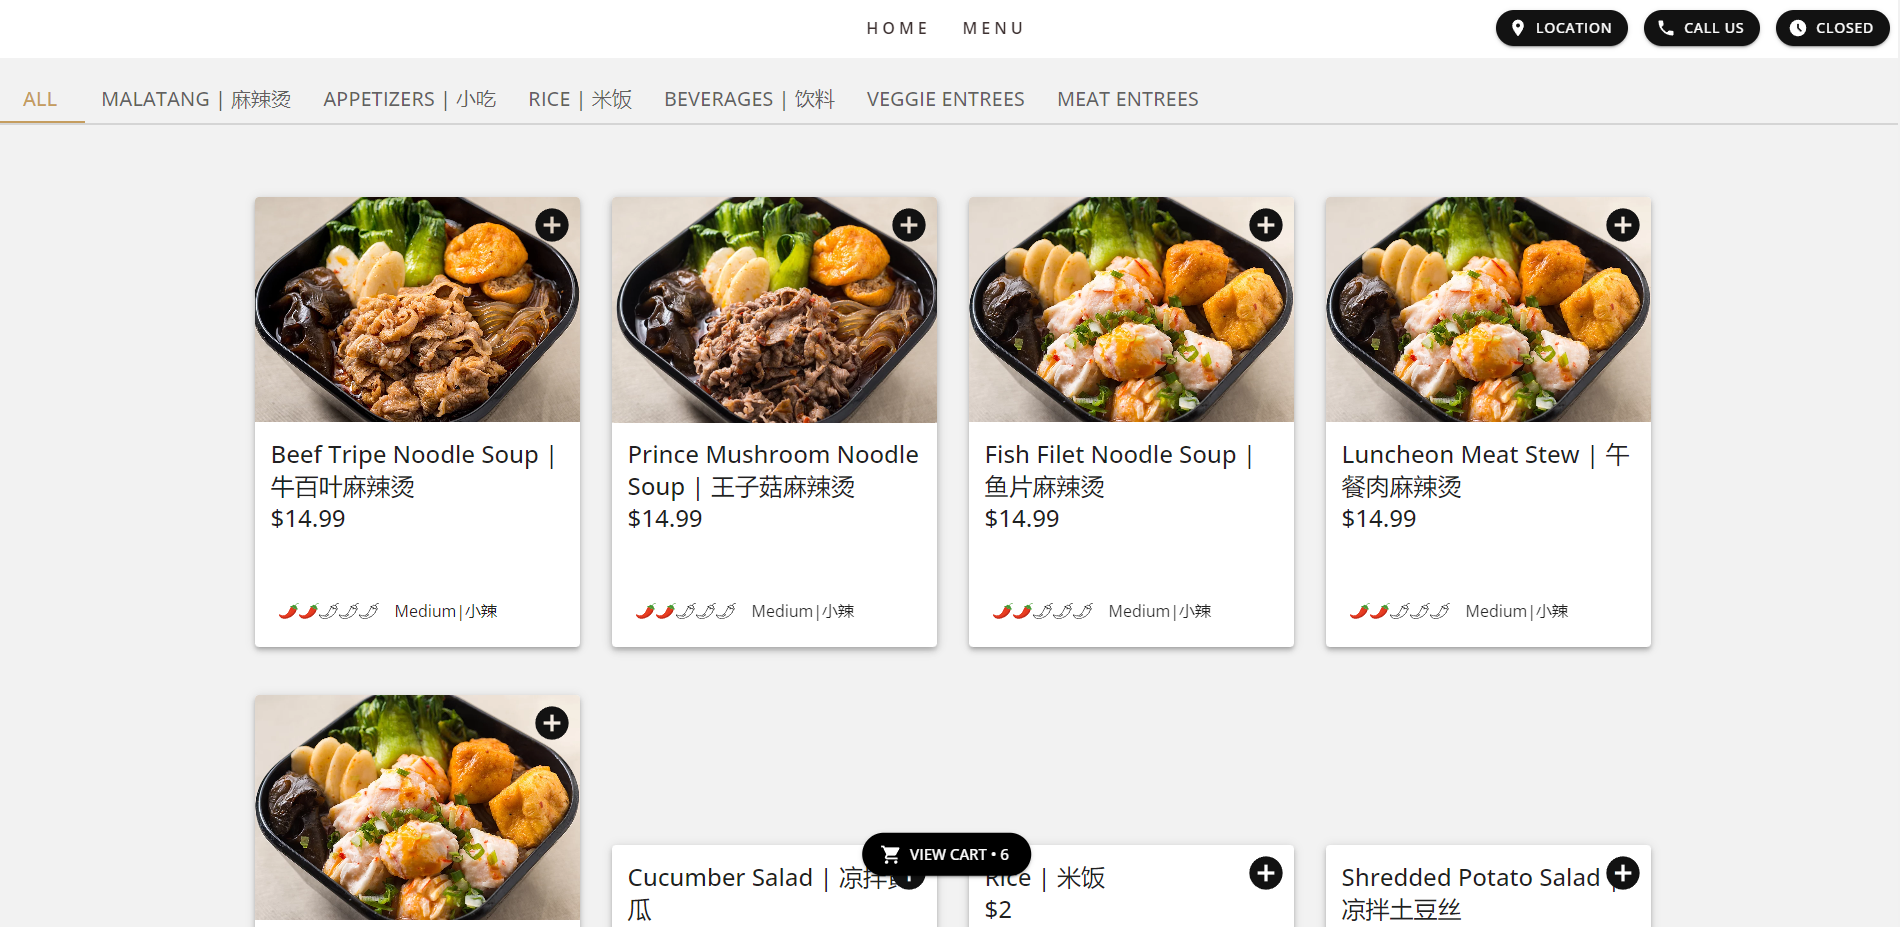 HOME MENU
LOCATION CALL US CLOSED
ALL MALATANG | 麻辣烫 APPETIZERS | 小吃 RICE | 米饭 BEVERAGES | 饮料 VEGGIE ENTREES MEAT ENTREES
Beef Tripe Noodle Soup |
牛百叶麻辣烫
$14.99
Medium|小辣
Prince Mushroom Noodle
Soup | 王子菇麻辣烫
$14.99
Medium|小辣
Fish Filet Noodle Soup |
鱼片麻辣烫
$14.99
Medium|小辣
Luncheon Meat Stew | 午
餐肉麻辣烫
$14.99
Medium|小辣
VIEW CART • 6
Cucumber Salad | 凉拌
瓜
Rice | 米饭
$2
Shredded Potato Salad |
凉拌土豆丝